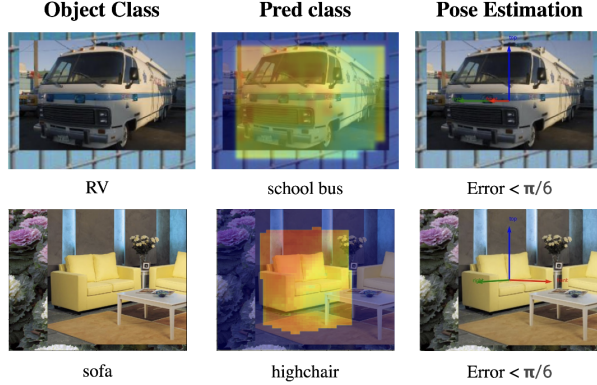 Object Class Pred class Pose Estimation
RV school bus Error < π/6
sofa highchair Error < π/6